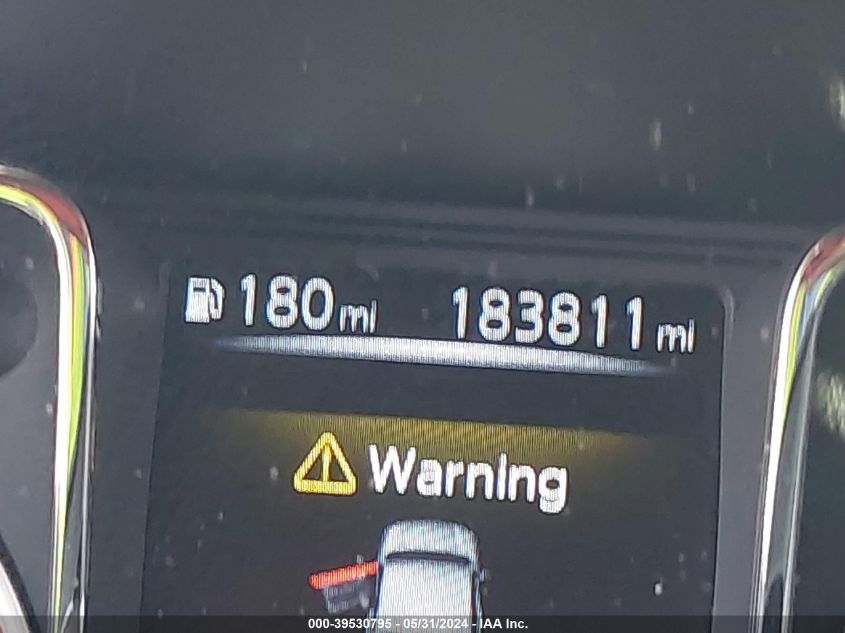 180 mi 183811 mi
Warning
000-39530795 - 05/31/2024 - IAA Inc.